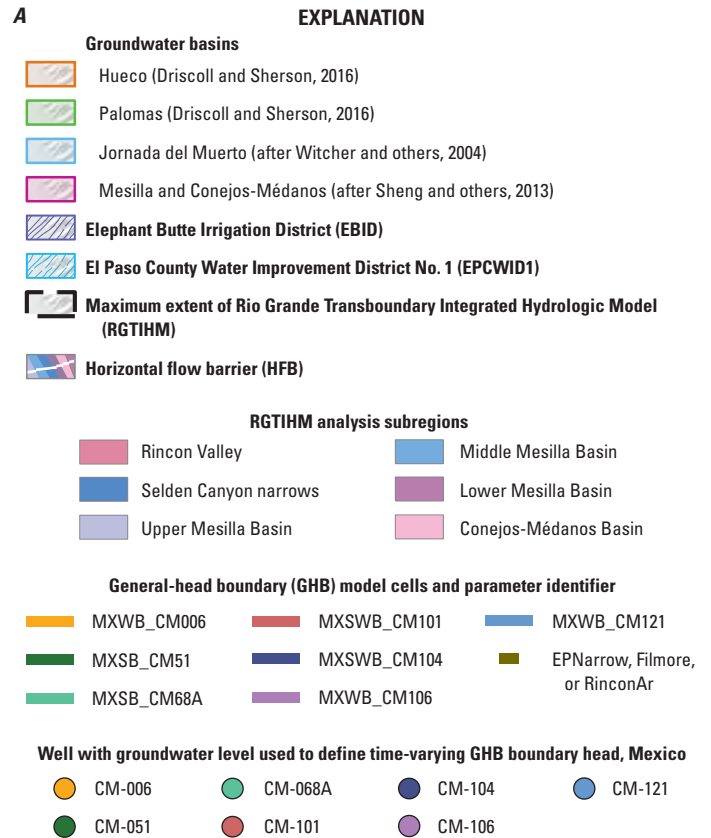 A
EXPLANATION
Groundwater basins
Hueco (Driscoll and Sherson, 2016)
Palomas (Driscoll and Sherson, 2016)
Jornada del Muerto (after Witcher and others, 2004)
Mesilla and Conejos-Médanos (after Sheng and others, 2013)
Elephant Butte Irrigation District (EBID)
El Paso County Water Improvement District No. 1 (EPCWID1)
Maximum extent of Rio Grande Transboundary Integrated Hydrologic Model
(RGTIHM)
Horizontal flow barrier (HFB)
RGTIHM analysis subregions
Rincon Valley
Selden Canyon narrows
Upper Mesilla Basin
Middle Mesilla Basin
Lower Mesilla Basin
Conejos-Médanos Basin
General-head boundary (GHB) model cells and parameter identifier
MXWB_CM006
MXSB_CM51
MXSB_CM68A
MXSWB_CM101
MXSWB_CM104
MXWB_CM106
MXWB_CM121
EPNarrow, Filmore,
or RinconAr
Well with groundwater level used to define time-varying GHB boundary head, Mexico
CM-006
CM-051
CM-068A
CM-101
CM-104
CM-106
CM-121